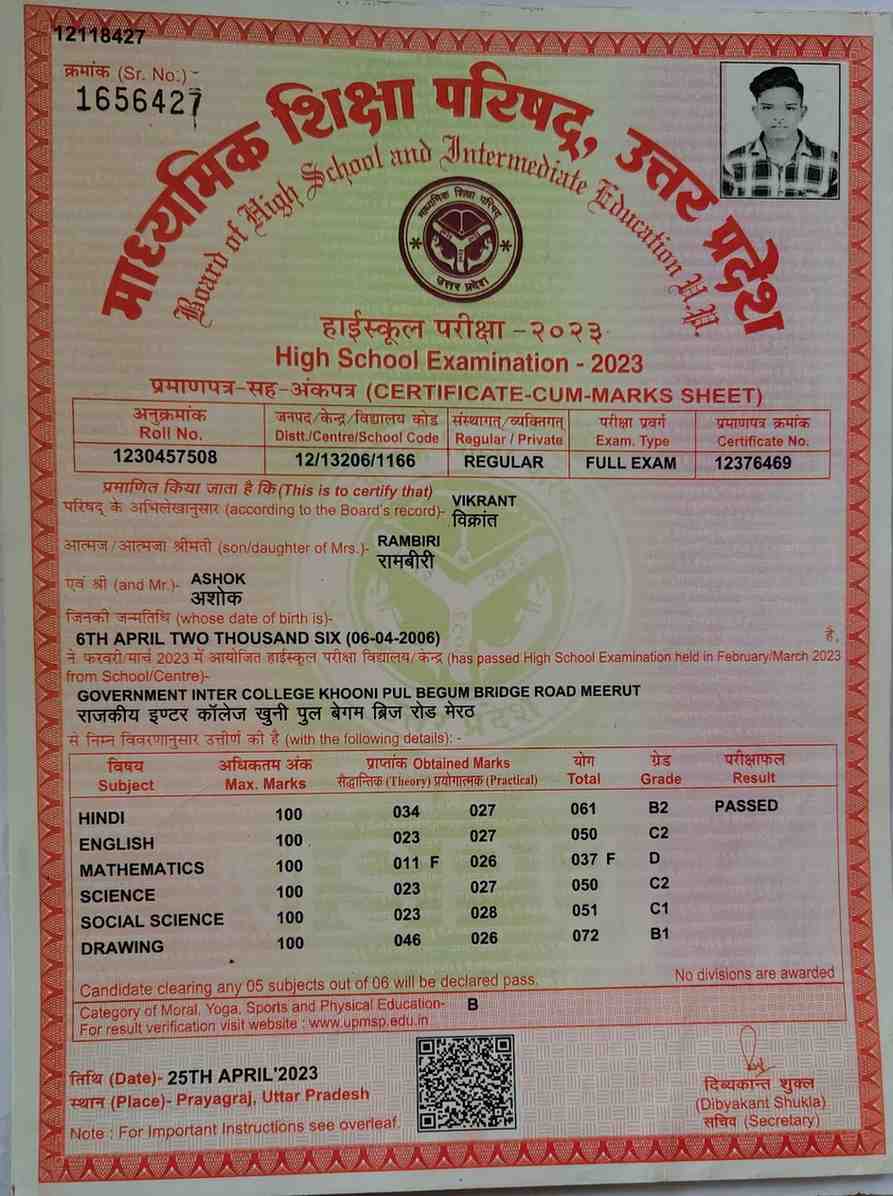 12118427
क्रमांक (Sr. No.)
1656427
माध्यमिक शिक्षा परिषद्, उत्तर प्रदेश
Board of High School and Intermediate Education U.P.
माध्यमिक शिक्षा परिषद्
उत्तर प्रदेश
हाईस्कूल परीक्षा - २०२३
High School Examination - 2023
प्रमाणपत्र-सह-अंकपत्र (CERTIFICATE-CUM-MARKS SHEET)
अनुक्रमांक जनपद/केन्द्र/विद्यालय कोड संस्थागत/व्यक्तिगत् परीक्षा प्रवर्ग प्रमाणपत्र क्रमांक
Roll No. Distt./Centre/School Code Regular / Private Exam. Type Certificate No.
1230457508 12/13206/1166 REGULAR FULL EXAM 12376469
प्रमाणित किया जाता है कि (This is to certify that)
परिषद् के अभिलेखानुसार (according to the Board's record)- VIKRANT
विक्रांत
आत्मज/आत्मजा श्रीमती (son/daughter of Mrs.)- RAMBIRI
रामबीरी
एवं श्री (and Mr.)- ASHOK
अशोक
जिनकी जन्मतिथि (whose date of birth is)-
6TH APRIL TWO THOUSAND SIX (06-04-2006) है,
ने फरवरी/मार्च 2023 में आयोजित हाईस्कूल परीक्षा विद्यालय/केन्द्र (has passed High School Examination held in February/March 2023
from School/Centre)-
GOVERNMENT INTER COLLEGE KHOONI PUL BEGUM BRIDGE ROAD MEERUT
राजकीय इण्टर कॉलेज खुनी पुल बेगम ब्रिज रोड मेरठ
से निम्न विवरणानुसार उत्तीर्ण की है (with the following details): -
विषय अधिकतम अंक प्राप्तांक Obtained Marks योग ग्रेड परीक्षाफल
Subject Max. Marks सैद्धान्तिक (Theory) प्रयोगात्मक (Practical) Total Grade Result
HINDI 100 034 027 061 B2 PASSED
ENGLISH 100 023 027 050 C2
MATHEMATICS 100 011 F 026 037 F D
SCIENCE 100 023 027 050 C2
SOCIAL SCIENCE 100 023 028 051 C1
DRAWING 100 046 026 072 B1
Candidate clearing any 05 subjects out of 06 will be declared pass. No divisions are awarded
Category of Moral, Yoga, Sports and Physical Education- B
For result verification visit website : www.upmsp.edu.in
तिथि (Date)- 25TH APRIL'2023
स्थान (Place)- Prayagraj, Uttar Pradesh
Note : For Important Instructions see overleaf.
दिव्यकान्त शुक्ल
(Dibyakant Shukla)
सचिव (Secretary)